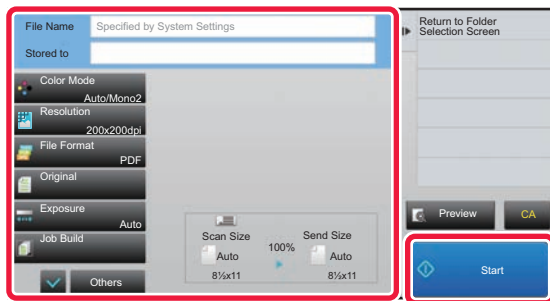 File Name
Specified by System Settings
Stored to
Color Mode
Auto/Mono2
Resolution
200x200dpi
File Format
PDF
Original
Exposure
Auto
Job Build
Others
Scan Size
Auto
8½x11
100%
Send Size
Auto
8½x11
Return to Folder
Selection Screen
Preview
CA
Start